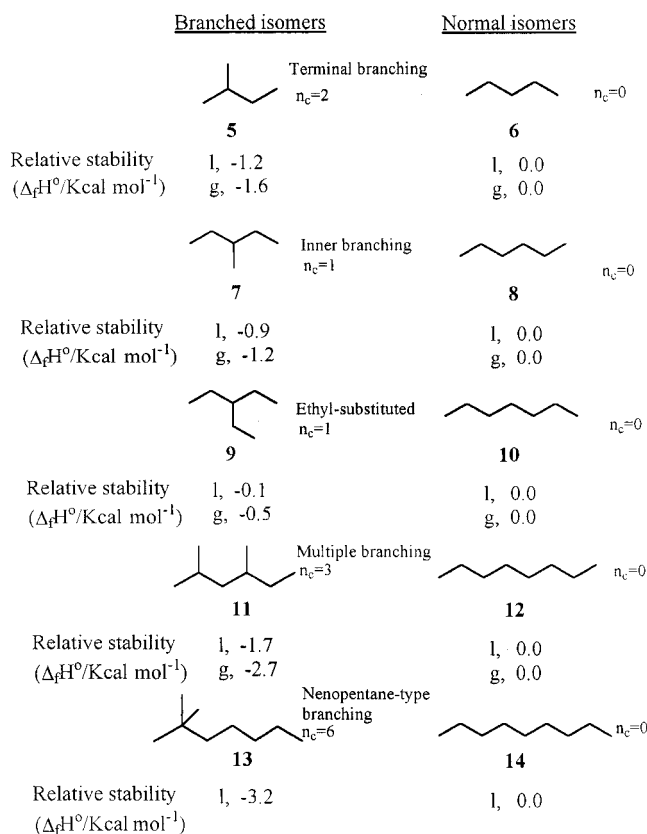 Branched isomers Normal isomers
Terminal branching
n_c=2 n_c=0
5 6
Relative stability l, -1.2 l, 0.0
(Δ_fH°/Kcal mol⁻¹) g, -1.6 g, 0.0
Inner branching
n_c=1 n_c=0
7 8
Relative stability l, -0.9 l, 0.0
(Δ_fH°/Kcal mol⁻¹) g, -1.2 g, 0.0
Ethyl-substituted
n_c=1 n_c=0
9 10
Relative stability l, -0.1 l, 0.0
(Δ_fH°/Kcal mol⁻¹) g, -0.5 g, 0.0
Multiple branching
n_c=3 n_c=0
11 12
Relative stability l, -1.7 l, 0.0
(Δ_fH°/Kcal mol⁻¹) g, -2.7 g, 0.0
Nenopentane-type
branching
n_c=6 n_c=0
13 14
Relative stability l, -3.2 l, 0.0
(Δ_fH°/Kcal mol⁻¹)